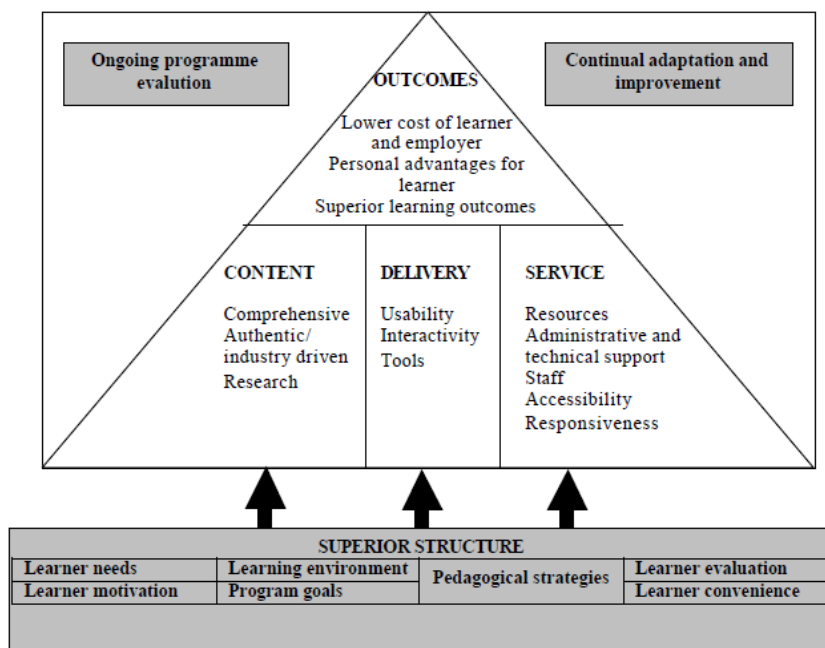 Ongoing programme
evalution
Continual adaptation and
improvement
OUTCOMES
Lower cost of learner
and employer
Personal advantages for
learner
Superior learning outcomes
CONTENT
Comprehensive
Authentic/
industry driven
Research
DELIVERY
Usability
Interactivity
Tools
SERVICE
Resources
Administrative and
technical support
Staff
Accessibility
Responsiveness
SUPERIOR STRUCTURE
Learner needs
Learning environment
Pedagogical strategies
Learner evaluation
Learner motivation
Program goals
Learner convenience